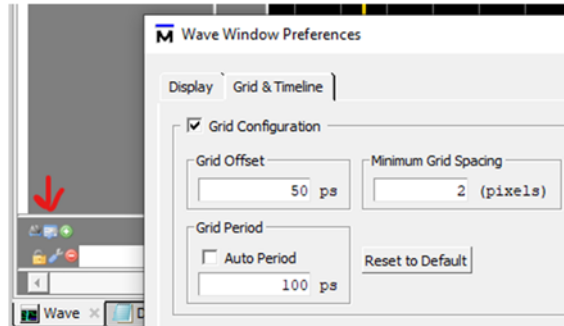 Wave Window Preferences
Display Grid & Timeline
Grid Configuration
Grid Offset
50 ps
Minimum Grid Spacing
2 (pixels)
Grid Period
Auto Period
100 ps
Reset to Default
Wave